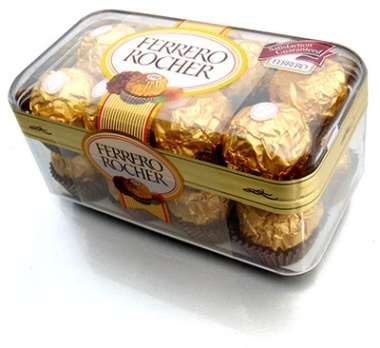 FERRERO
ROCHER
Satisfaction
Guaranteed
FERRERO
FERRERO
ROCHER